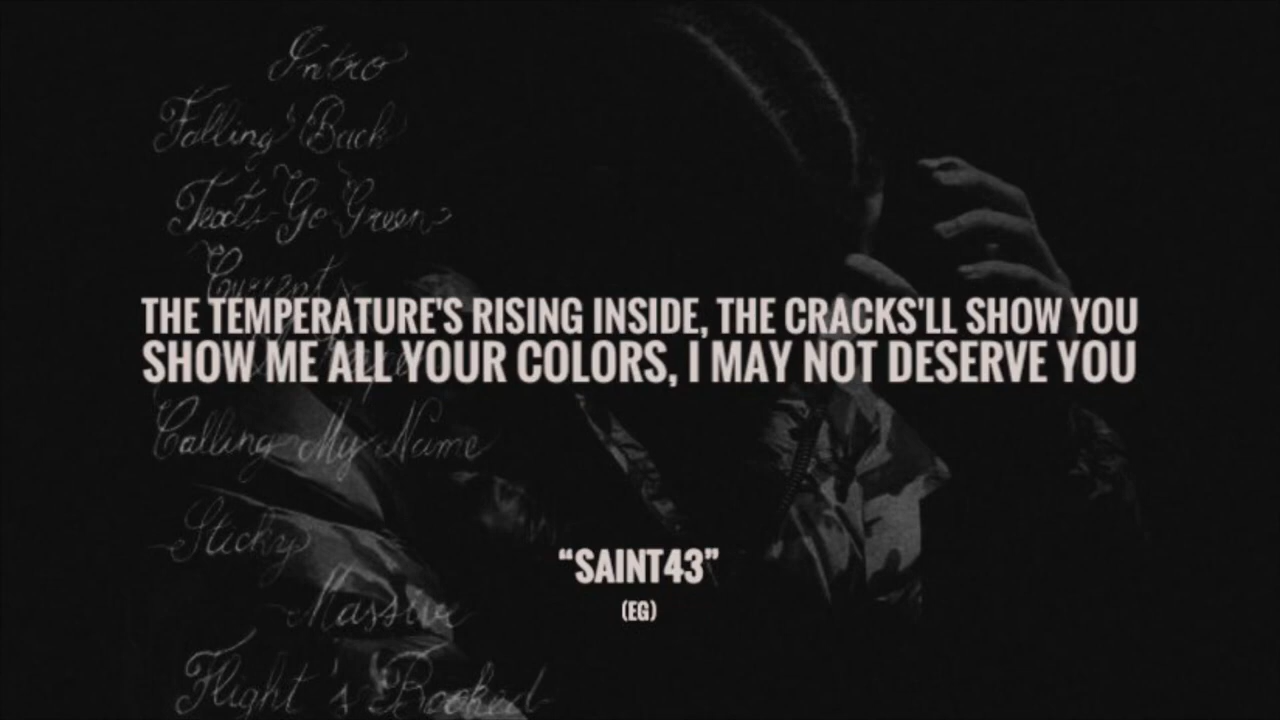 Intro
Falling Back
Texts Go Green
Currents
THE TEMPERATURE'S RISING INSIDE, THE CRACKS'LL SHOW YOU
SHOW ME ALL YOUR COLORS, I MAY NOT DESERVE YOU
Calling My Name
Sticky
"SAINT43"
Massive
(EG)
Flight's Booked